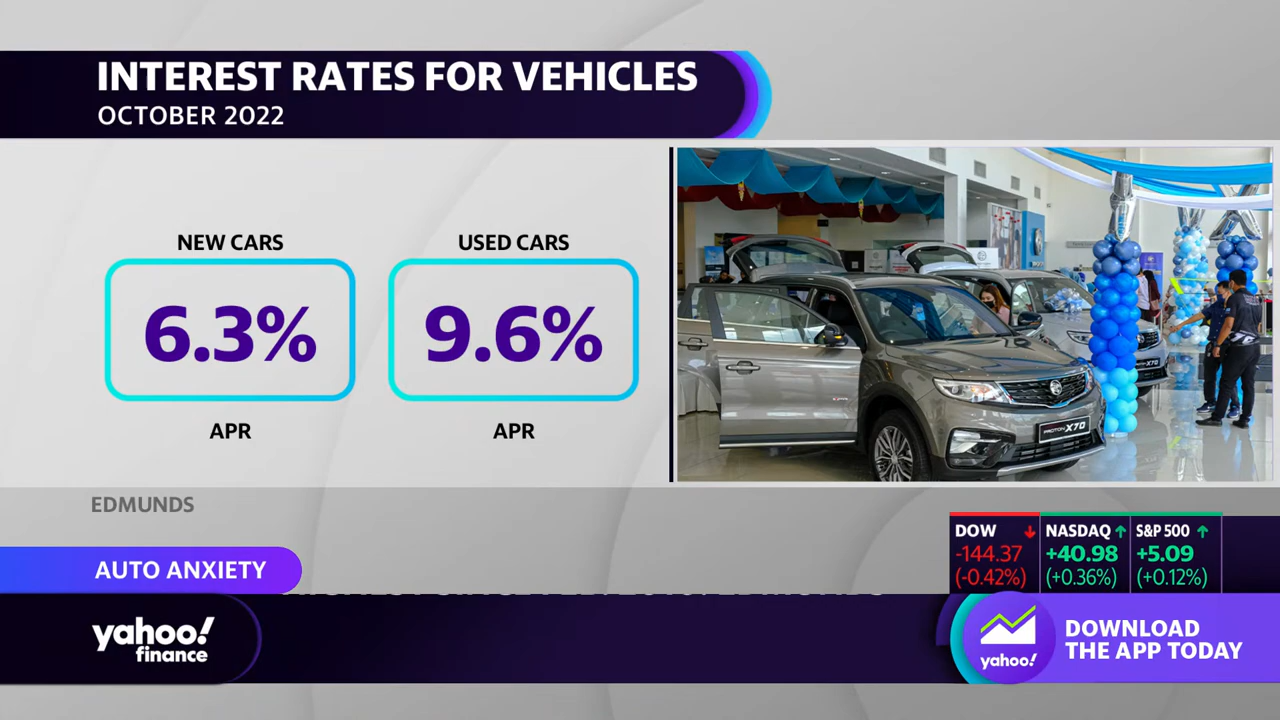 INTEREST RATES FOR VEHICLES
OCTOBER 2022
NEW CARS
6.3%
APR
USED CARS
9.6%
APR
PROTON X70
X70
EDMUNDS
AUTO ANXIETY
DOW
-144.37
(-0.42%)
NASDAQ
+40.98
(+0.36%)
S&P 500
+5.09
(+0.12%)
yahoo!
finance
yahoo!
DOWNLOAD
THE APP TODAY